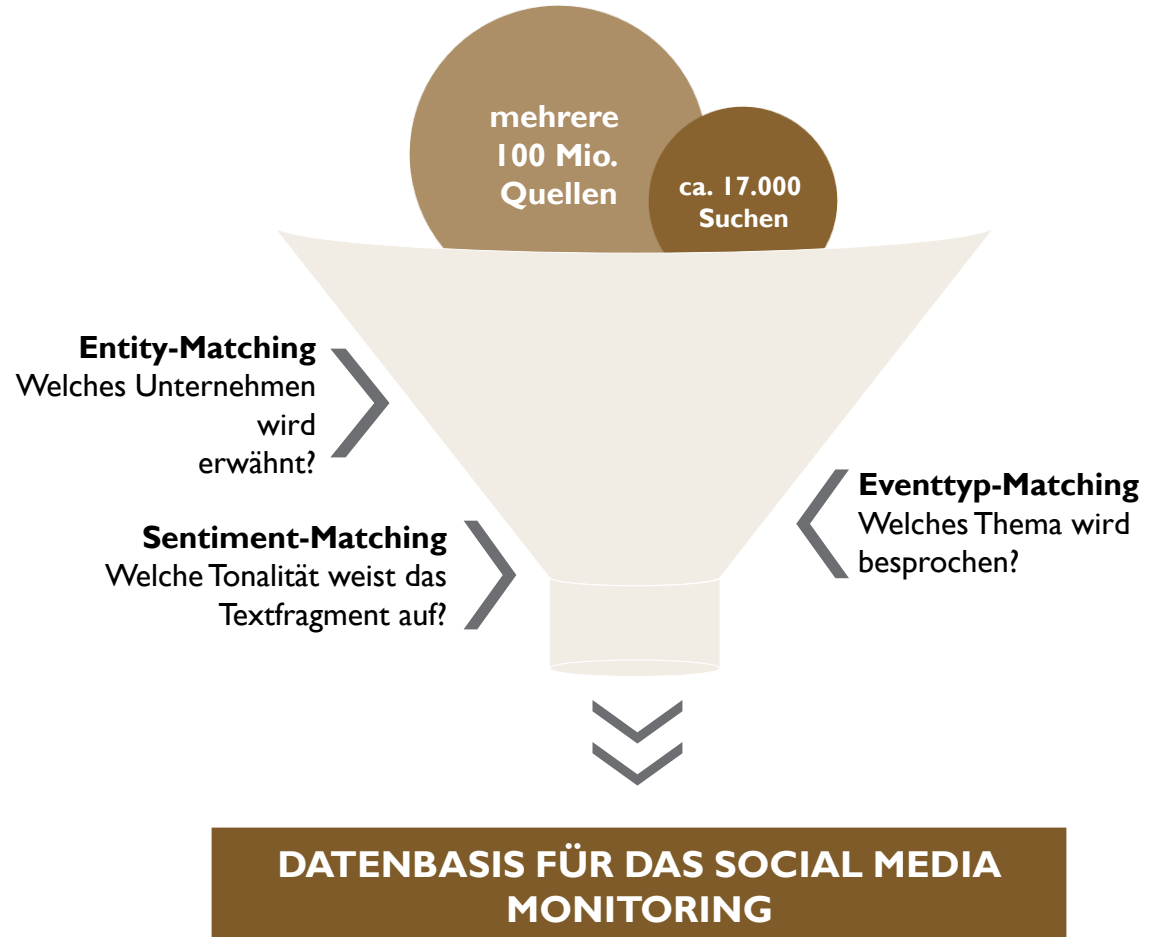 mehrere
100 Mio.
Quellen
ca. 17.000
Suchen
Entity-Matching
Welches Unternehmen
wird
erwähnt?
Eventtyp-Matching
Welches Thema wird
besprochen?
Sentiment-Matching
Welche Tonalität weist das
Textfragment auf?
DATENBASIS FÜR DAS SOCIAL MEDIA
MONITORING